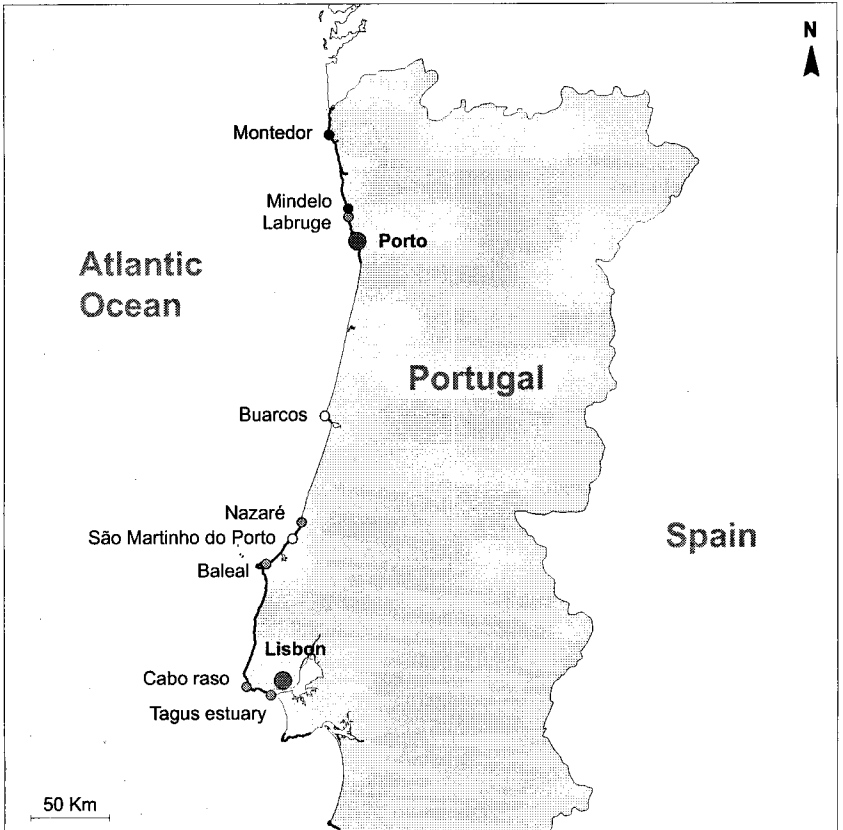 N
Montedor
Mindelo
Labruge
Porto
Atlantic
Ocean
Portugal
Buarcos
Nazaré
São Martinho do Porto
Spain
Baleal
Lisbon
Cabo raso
Tagus estuary
50 Km